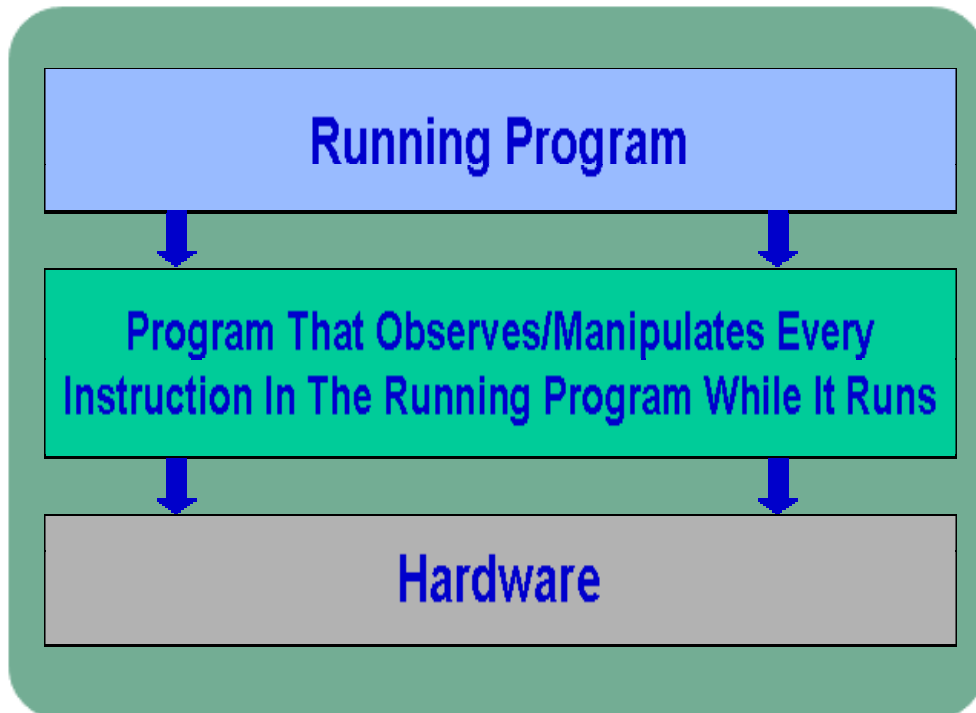 Running Program
Program That Observes/Manipulates Every
Instruction In The Running Program While It Runs
Hardware